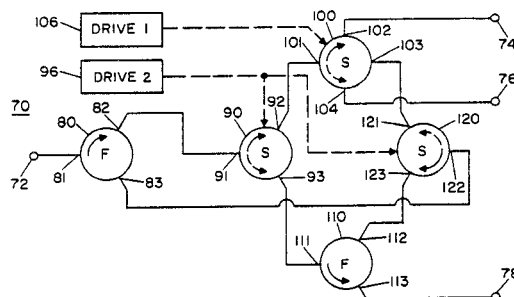 106 DRIVE 1 100 102 74
101 S 103
96 DRIVE 2 104 76
70 82 92 121 120
80 90
F S S
72 81 83 91 93 123 122
110
111 F 112
113 78